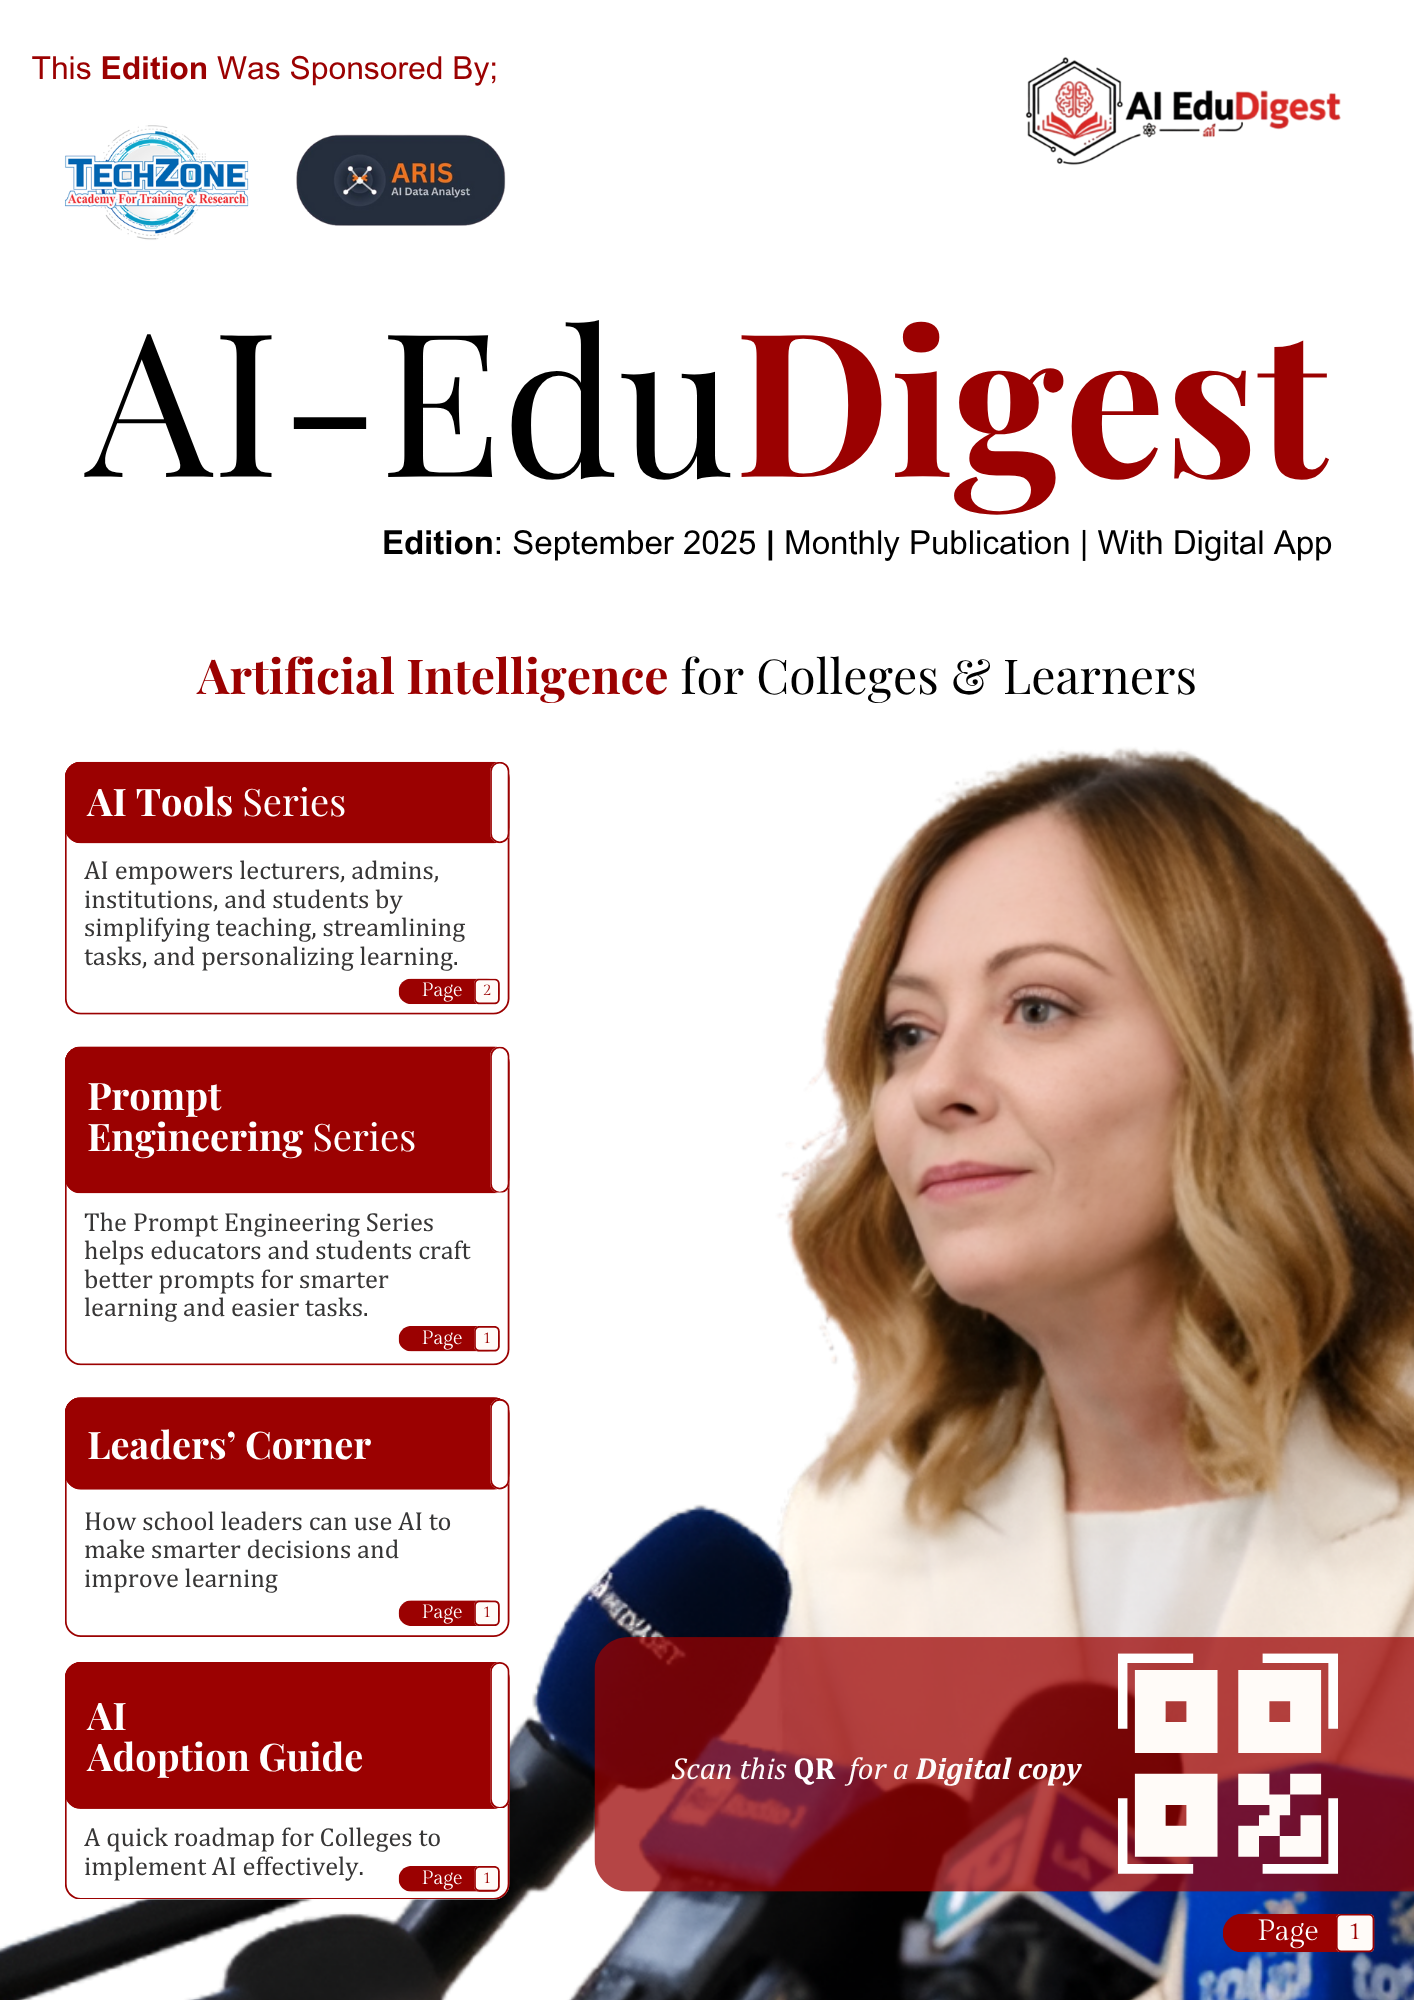 This Edition Was Sponsored By;
AI EduDigest
TECHZONE
Academy For Training & Research
ARIS
AI Data Analyst
AI-EduDigest
Edition: September 2025 | Monthly Publication | With Digital App
Artificial Intelligence for Colleges & Learners
AI Tools Series
AI empowers lecturers, admins,
institutions, and students by
simplifying teaching, streamlining
tasks, and personalizing learning.
Page 2
Prompt
Engineering Series
The Prompt Engineering Series
helps educators and students craft
better prompts for smarter
learning and easier tasks.
Page 1
Leaders’ Corner
How school leaders can use AI to
make smarter decisions and
improve learning
Page 1
AI
Adoption Guide
A quick roadmap for Colleges to
implement AI effectively.
Page 1
MEDIASET
Scan this QR for a Digital copy
Radio1
Page 1